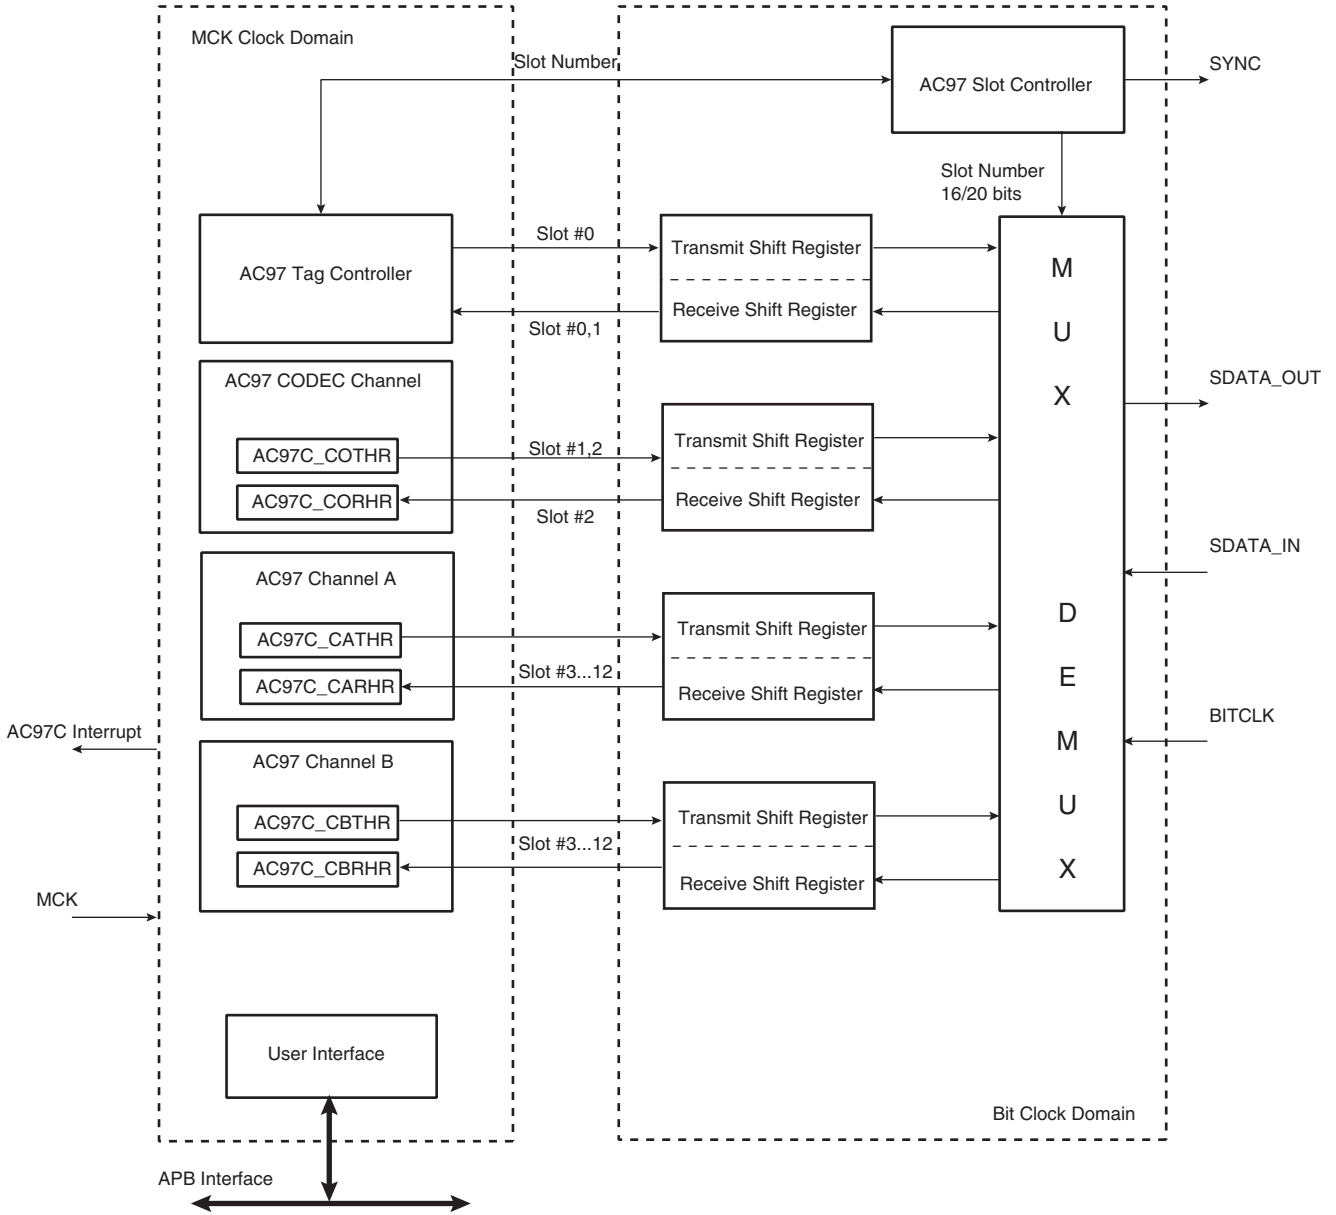 MCK Clock Domain
Slot Number
AC97 Slot Controller
SYNC
Slot Number
16/20 bits
AC97 Tag Controller
Slot #0
Transmit Shift Register
Slot #0,1
Receive Shift Register
M
U
X
D
E
M
U
X
AC97 CODEC Channel
AC97C_COTHR
AC97C_CORHR
Slot #1,2
Slot #2
Transmit Shift Register
Receive Shift Register
SDATA_OUT
AC97 Channel A
AC97C_CATHR
AC97C_CARHR
Slot #3...12
Transmit Shift Register
Receive Shift Register
SDATA_IN
AC97C Interrupt
AC97 Channel B
AC97C_CBTHR
AC97C_CBRHR
Slot #3...12
Transmit Shift Register
Receive Shift Register
BITCLK
MCK
User Interface
Bit Clock Domain
APB Interface